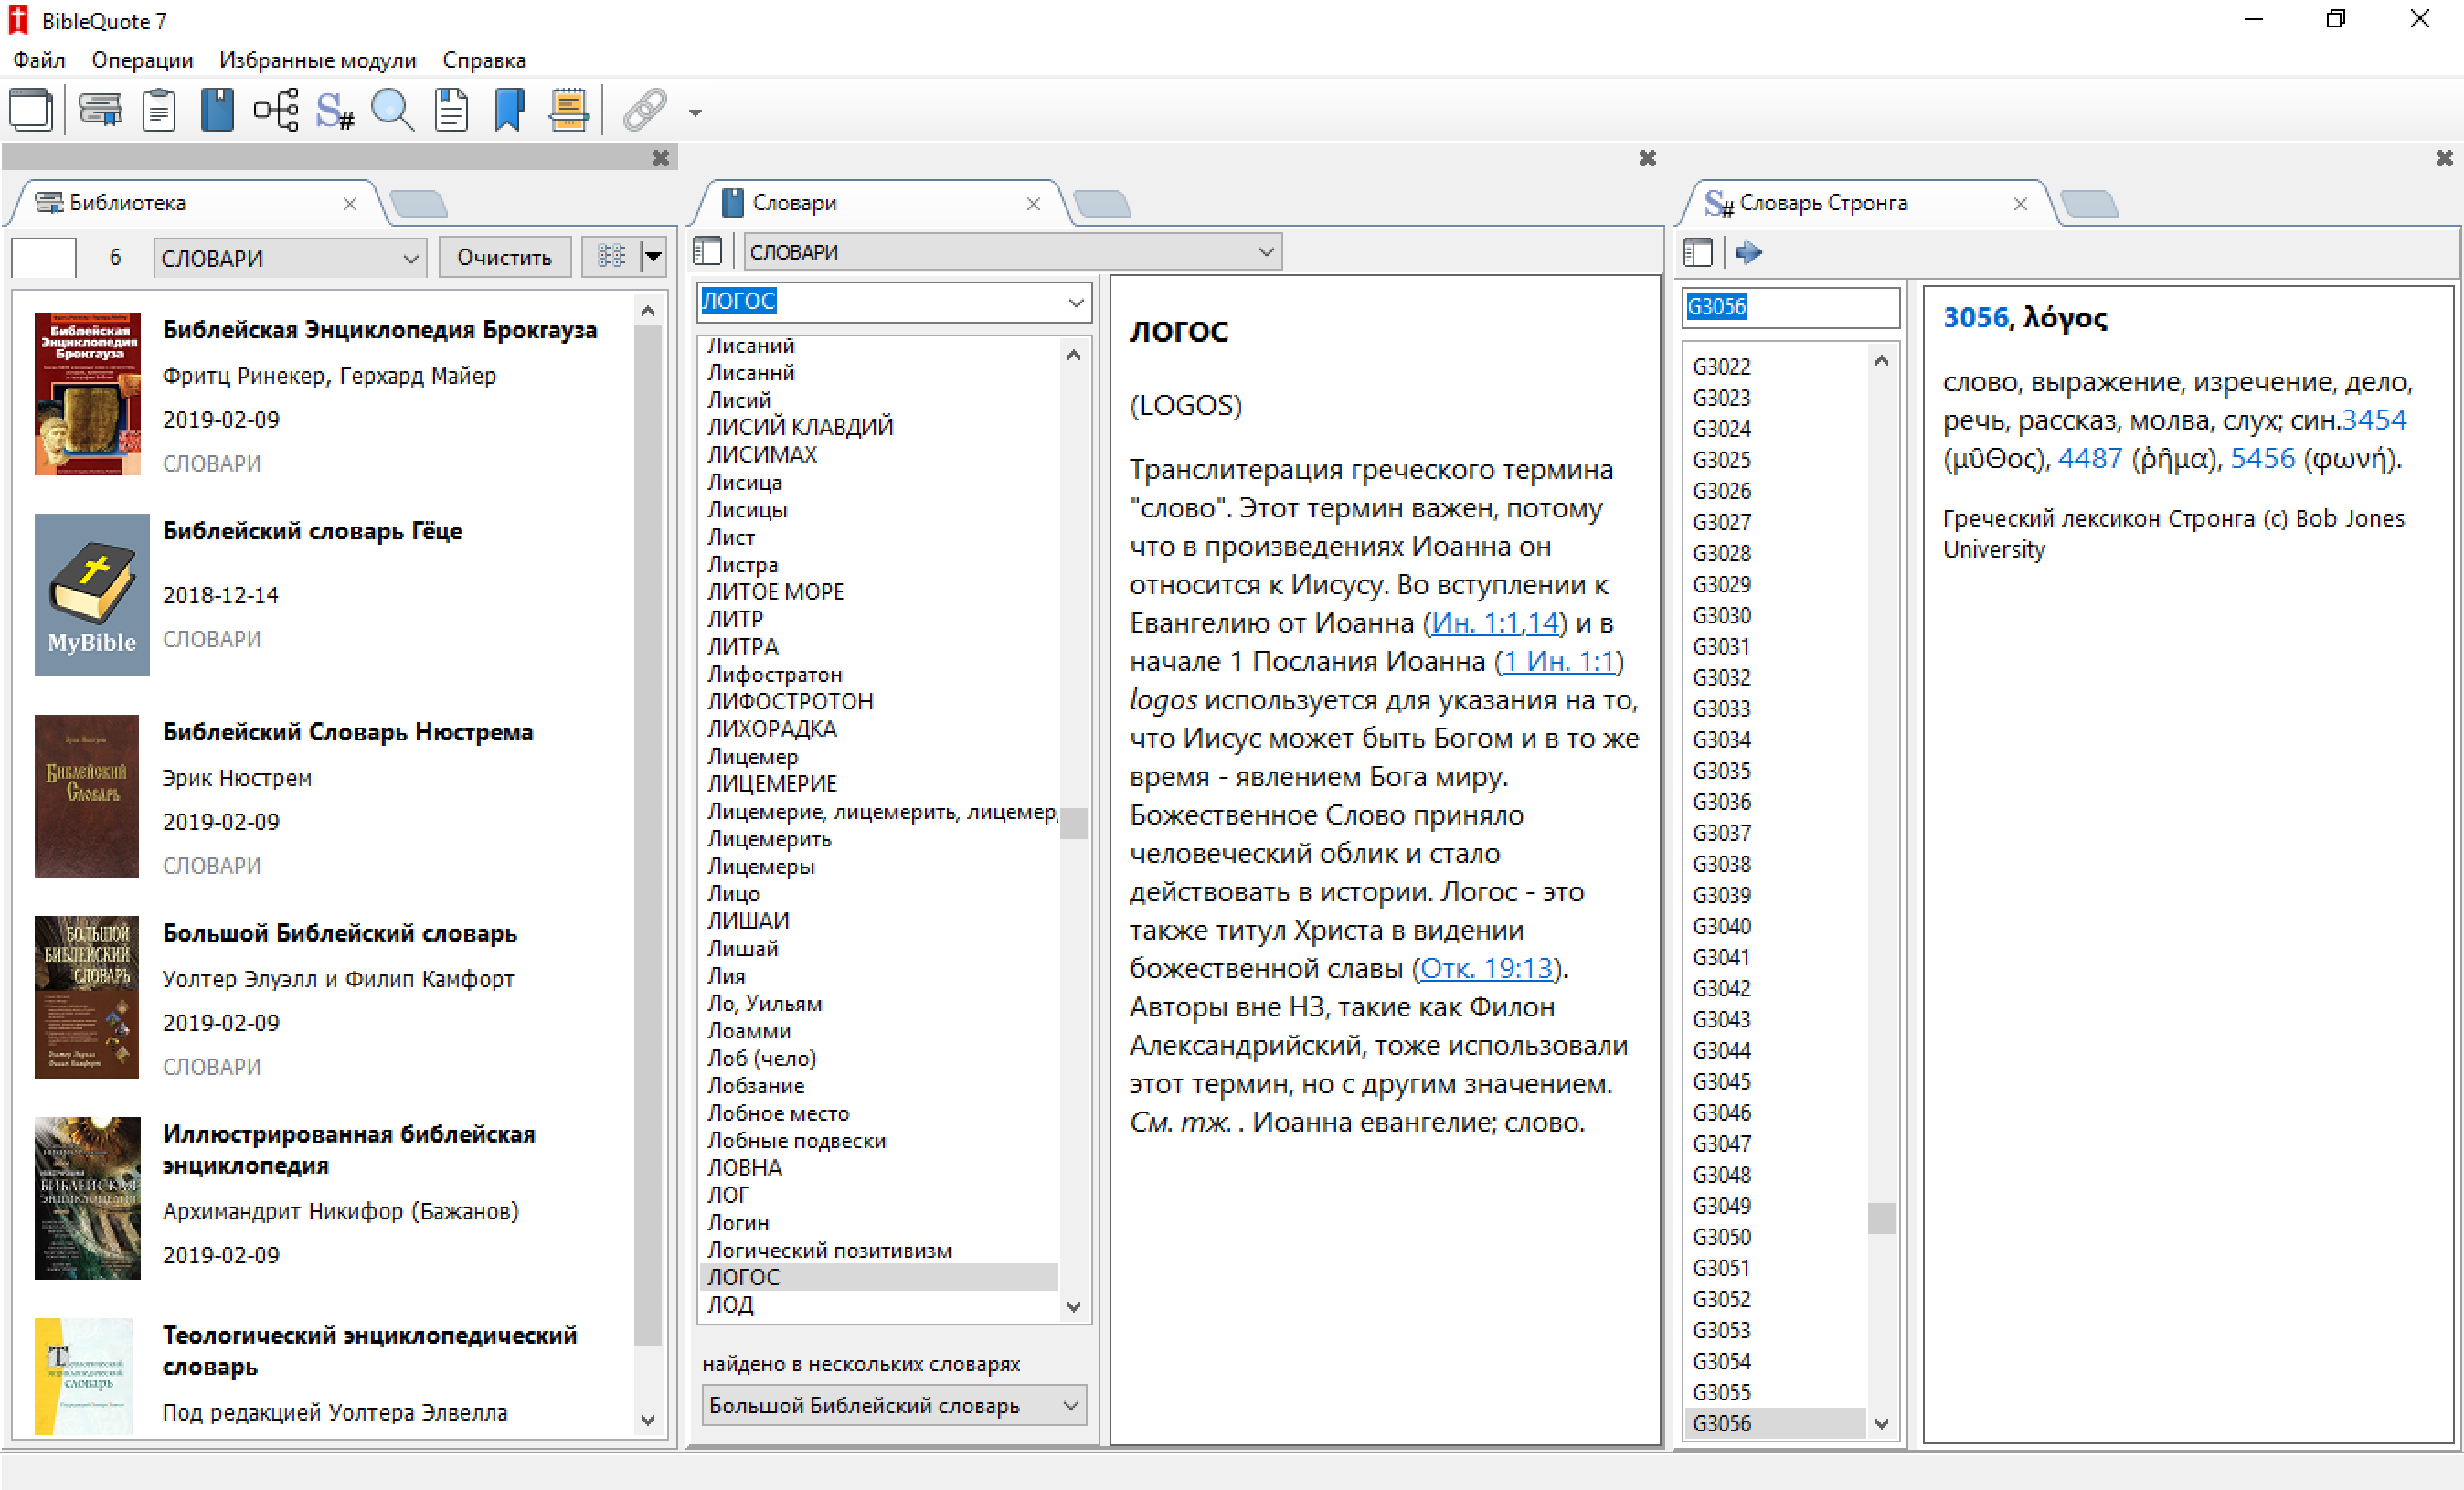 BibleQuote 7
Файл Операции Избранные модули Справка
Библиотека
6 СЛОВАРИ Очистить
Библейская
Энциклопедия
Брокгауза
Библейская Энциклопедия Брокгауза
Фритц Ринекер, Герхард Майер
2019-02-09
СЛОВАРИ
MyBible
Библейский словарь Гёце
2018-12-14
СЛОВАРИ
Библейский
Словарь
Библейский Словарь Нюстрема
Эрик Нюстрем
2019-02-09
СЛОВАРИ
БОЛЬШОЙ
БИБЛЕЙСКИЙ
СЛОВАРЬ
Большой Библейский словарь
Уолтер Элуэлл и Филип Камфорт
2019-02-09
СЛОВАРИ
БИБЛЕЙСКАЯ
ЭНЦИКЛОПЕДИЯ
Иллюстрированная библейская
энциклопедия
Архимандрит Никифор (Бажанов)
2019-02-09
словарь
Теологический энциклопедический
словарь
Под редакцией Уолтера Элвелла
Словари
СЛОВАРИ
ЛОГОС
Лисаний
Лисаннй
Лисий
ЛИСИЙ КЛАВДИЙ
ЛИСИМАХ
Лисица
Лисицы
Лист
Листра
ЛИТОЕ МОРЕ
ЛИТР
ЛИТРА
Лифостратон
ЛИФОСТРОТОН
ЛИХОРАДКА
Лицемер
ЛИЦЕМЕРИЕ
Лицемерие, лицемерить, лицемер,
Лицемерить
Лицемеры
Лицо
ЛИШАИ
Лишай
Лия
Ло, Уильям
Лоамми
Лоб (чело)
Лобзание
Лобное место
Лобные подвески
ЛОВНА
ЛОГ
Логин
Логический позитивизм
ЛОГОС
ЛОД
найдено в нескольких словарях
Большой Библейский словарь
ЛОГОС
(LOGOS)
Транслитерация греческого термина
"слово". Этот термин важен, потому
что в произведениях Иоанна он
относится к Иисусу. Во вступлении к
Евангелию от Иоанна (Ин. 1:1,14) и в
начале 1 Послания Иоанна (1 Ин. 1:1)
logos используется для указания на то,
что Иисус может быть Богом и в то же
время - явлением Бога миру.
Божественное Слово приняло
человеческий облик и стало
действовать в истории. Логос - это
также титул Христа в видении
божественной славы (Отк. 19:13).
Авторы вне НЗ, такие как Филон
Александрийский, тоже использовали
этот термин, но с другим значением.
См. тж. . Иоанна евангелие; слово.
S# Словарь Стронга
G3056
G3022
G3023
G3024
G3025
G3026
G3027
G3028
G3029
G3030
G3031
G3032
G3033
G3034
G3035
G3036
G3037
G3038
G3039
G3040
G3041
G3042
G3043
G3044
G3045
G3046
G3047
G3048
G3049
G3050
G3051
G3052
G3053
G3054
G3055
G3056
3056, λόγος
слово, выражение, изречение, дело,
речь, рассказ, молва, слух; син.3454
(μῦΘος), 4487 (ῥῆμα), 5456 (φωνή).
Греческий лексикон Стронга (c) Bob Jones
University